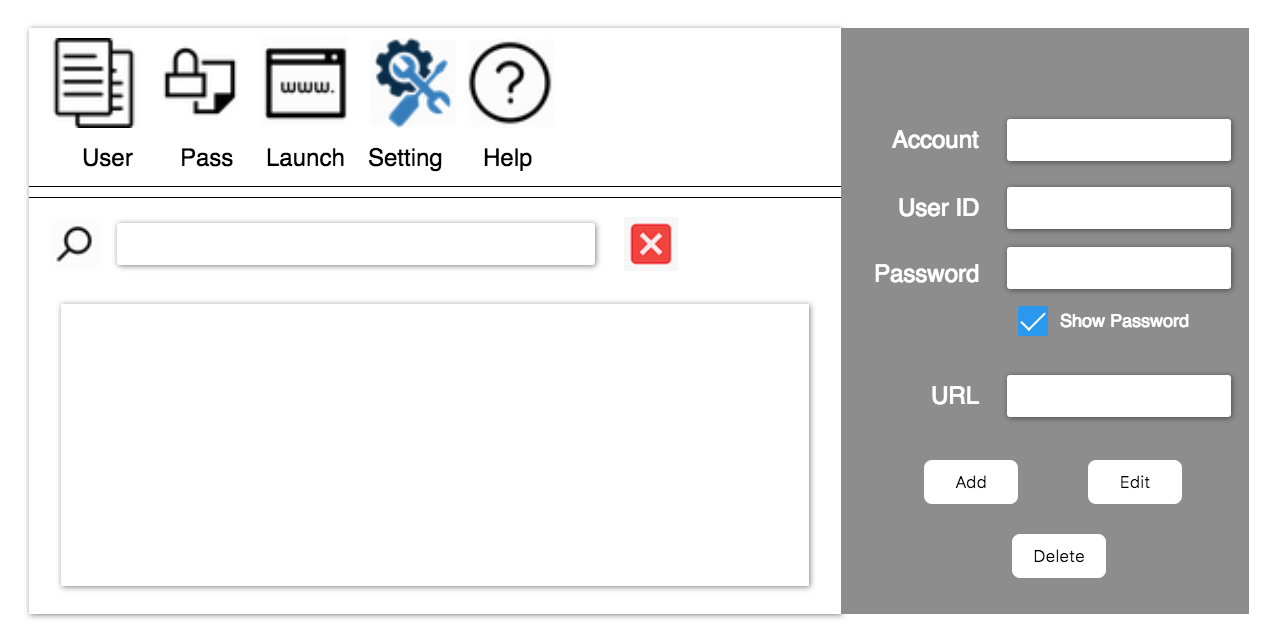 www.
?
User Pass Launch Setting Help
Account
User ID
Password
Show Password
URL
Add Edit
Delete